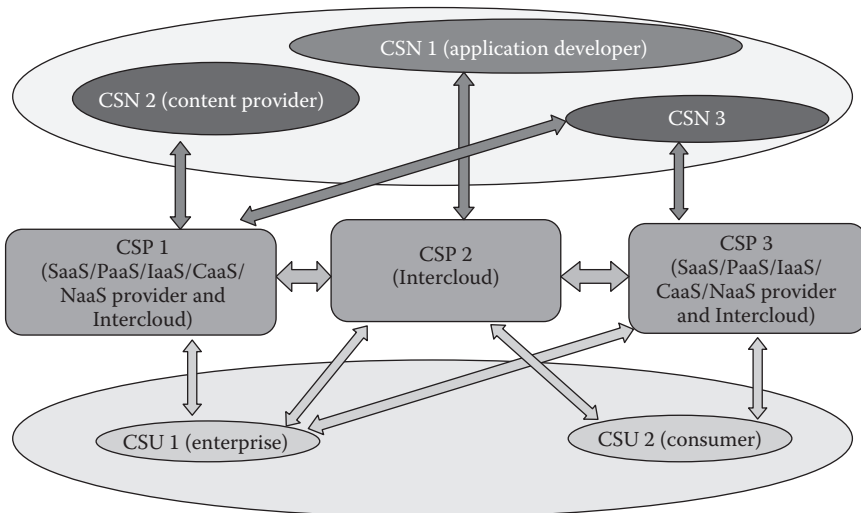 CSN 1 (application developer)
CSN 2 (content provider)
CSN 3
CSP 1
(SaaS/PaaS/IaaS/CaaS/
NaaS provider and
Intercloud)
CSP 2
(Intercloud)
CSP 3
(SaaS/PaaS/IaaS/
CaaS/NaaS provider
and Intercloud)
CSU 1 (enterprise)
CSU 2 (consumer)